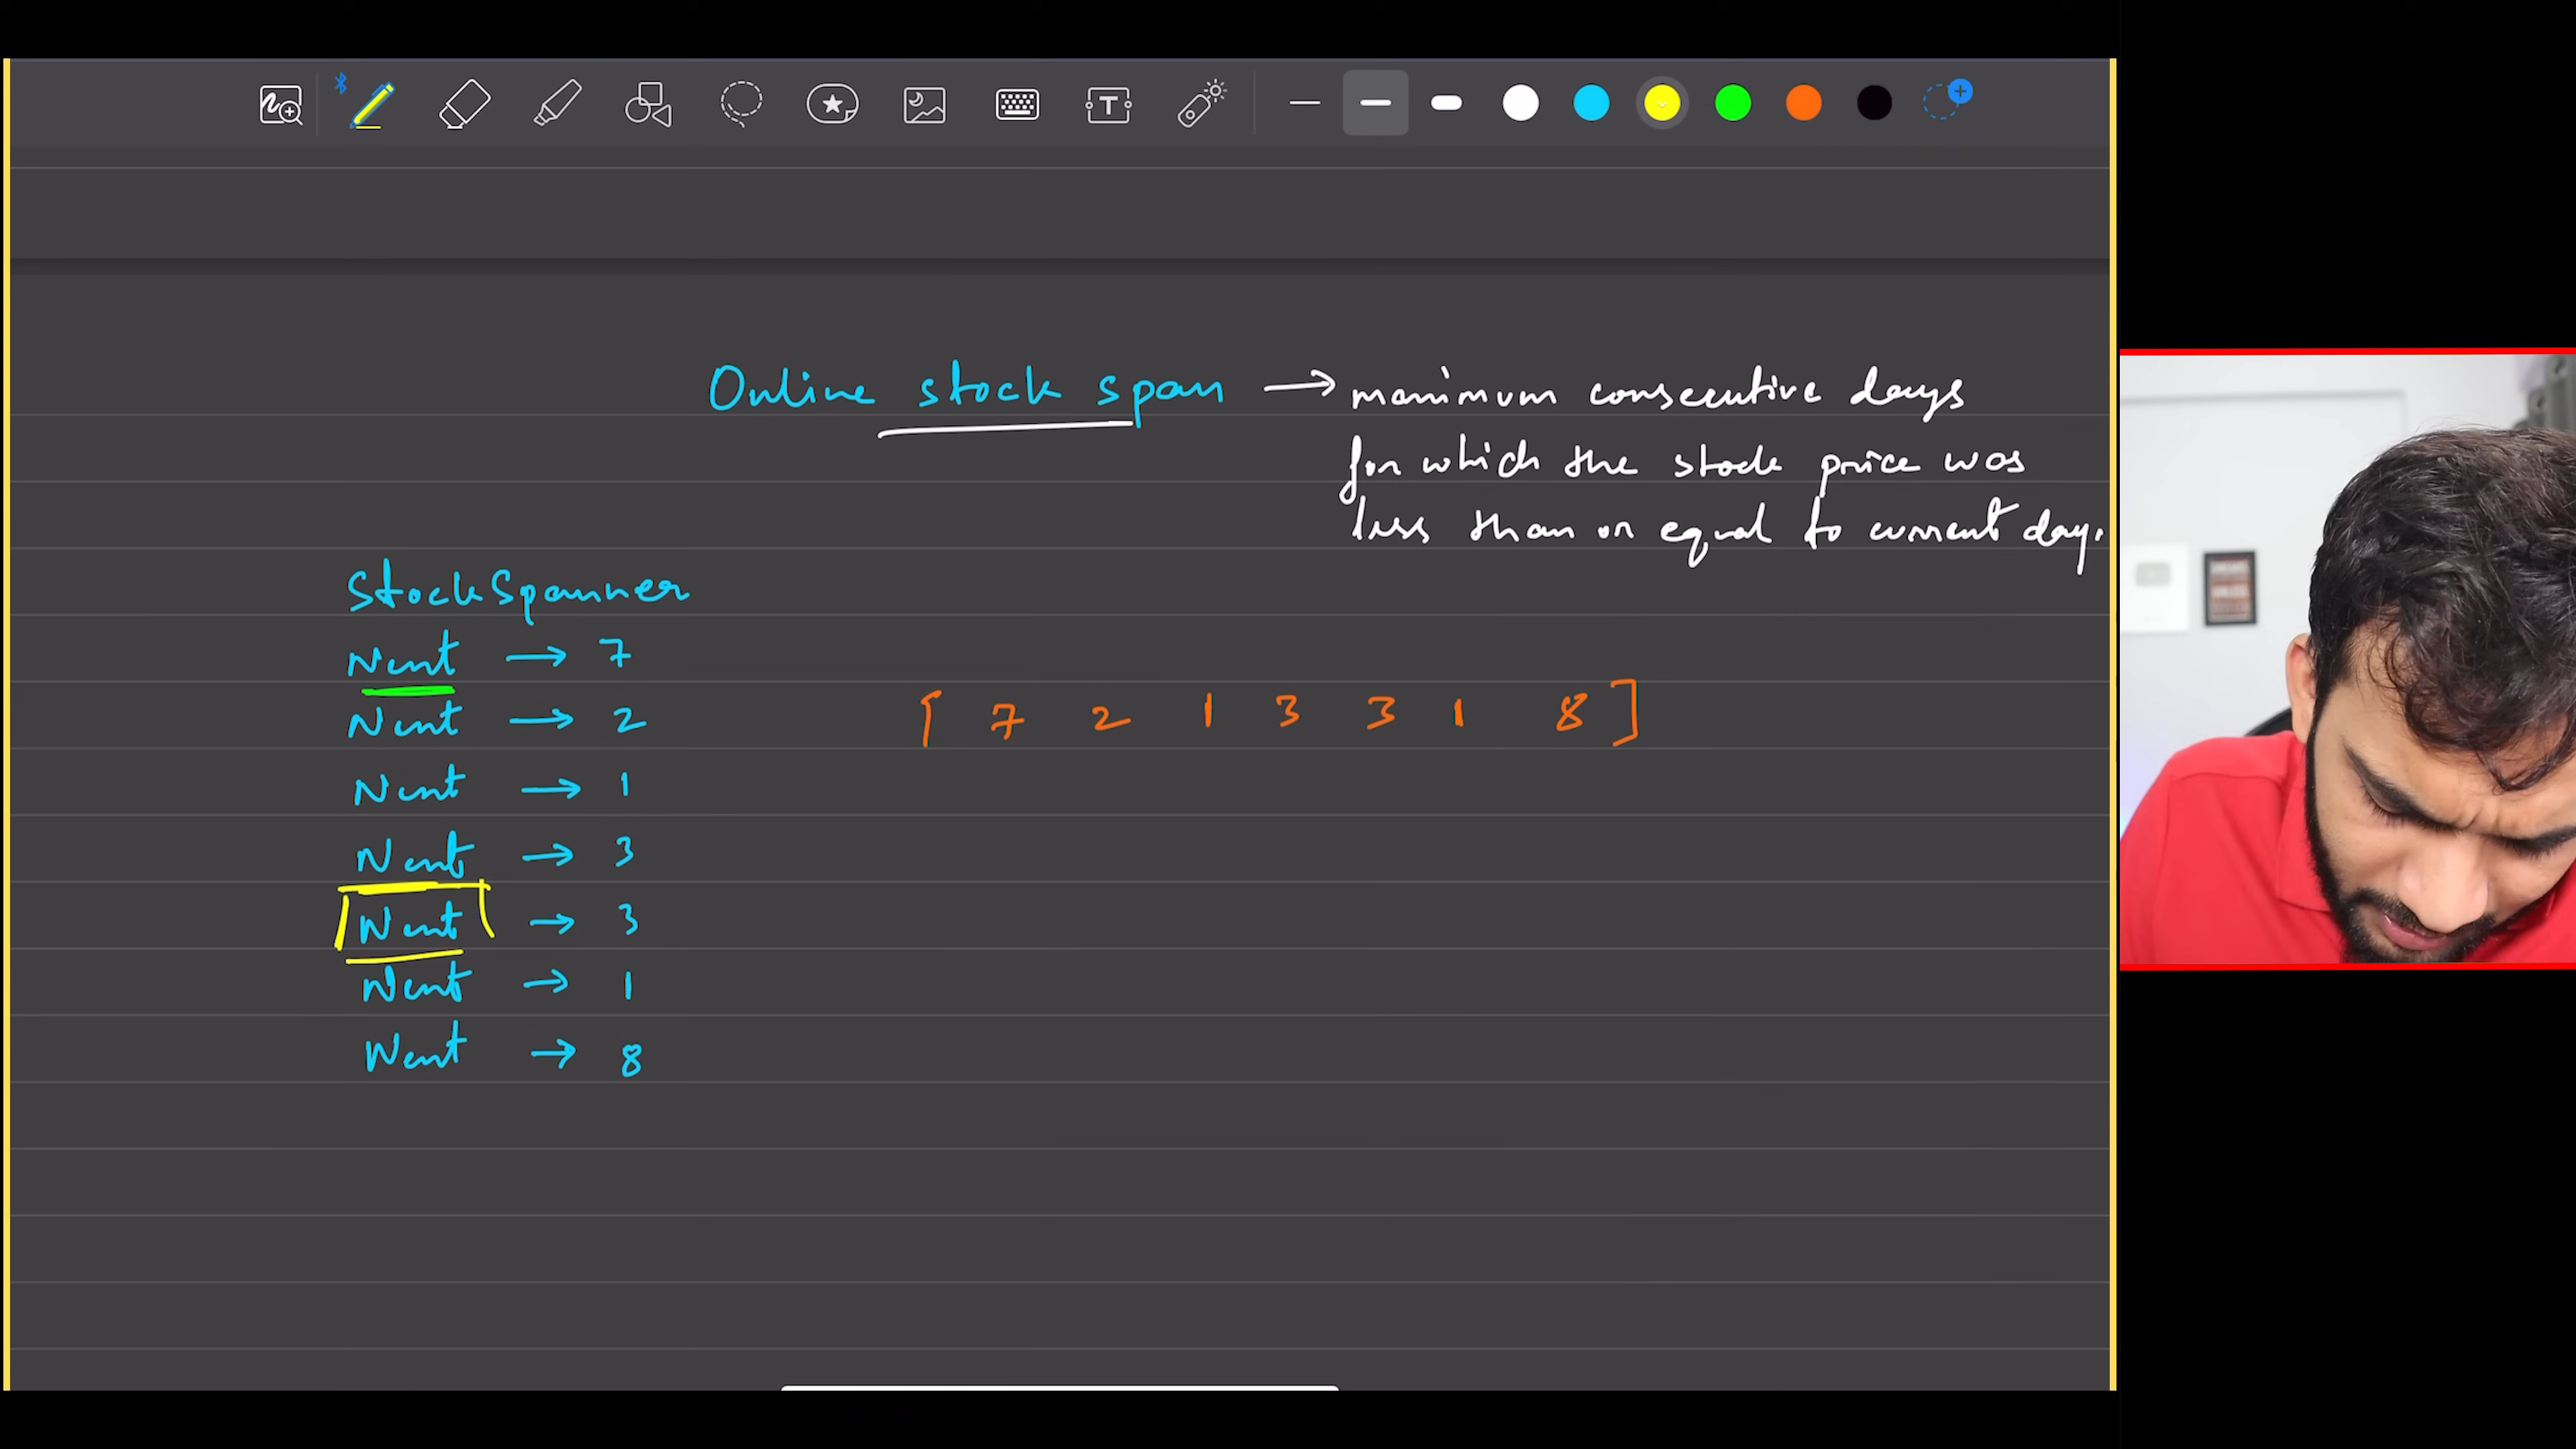 Online stock span → maximum consecutive days
for which the stock price was
less than or equal to current day.
StockSpanner
Next → 7
Next → 2
[ 7 2 1 3 3 1 8 ]
Next → 1
Next → 3
Next → 3
Next → 1
Next → 8